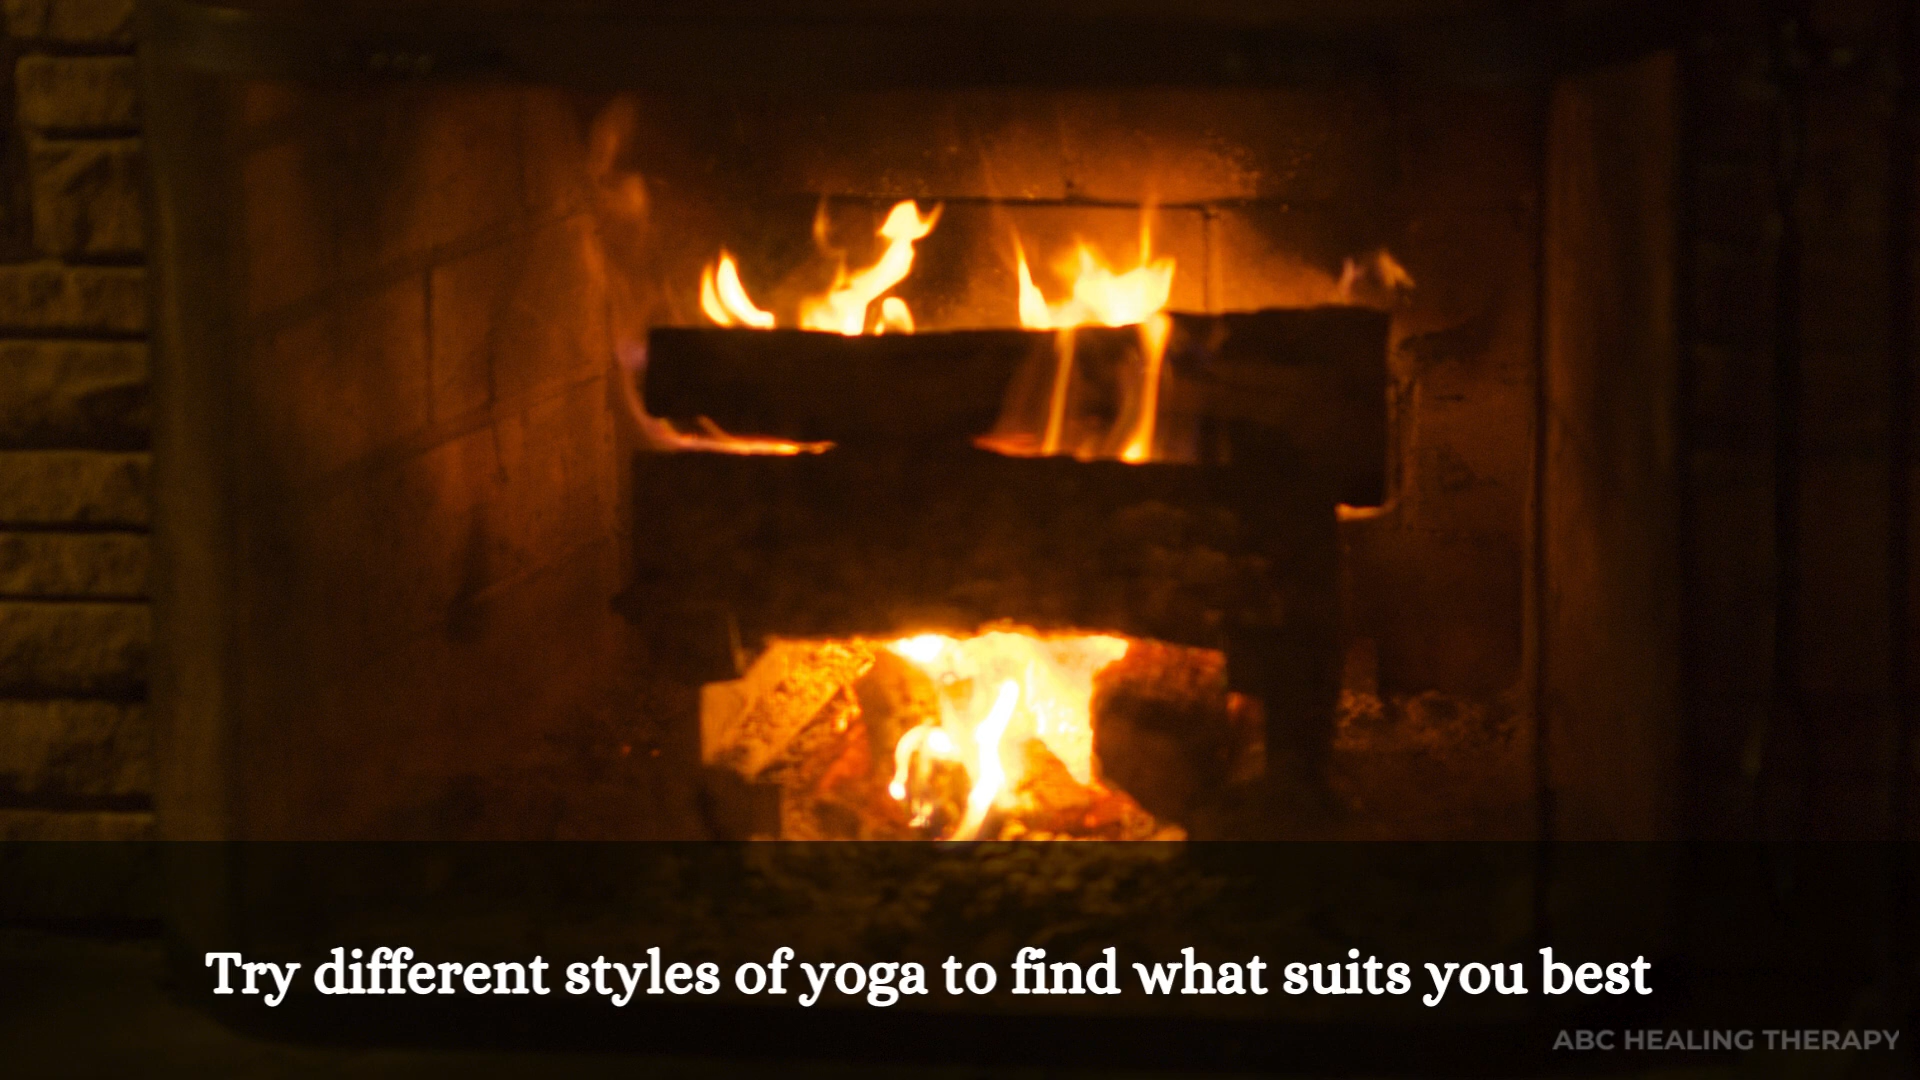 Try different styles of yoga to find what suits you best
ABC HEALING THERAPY